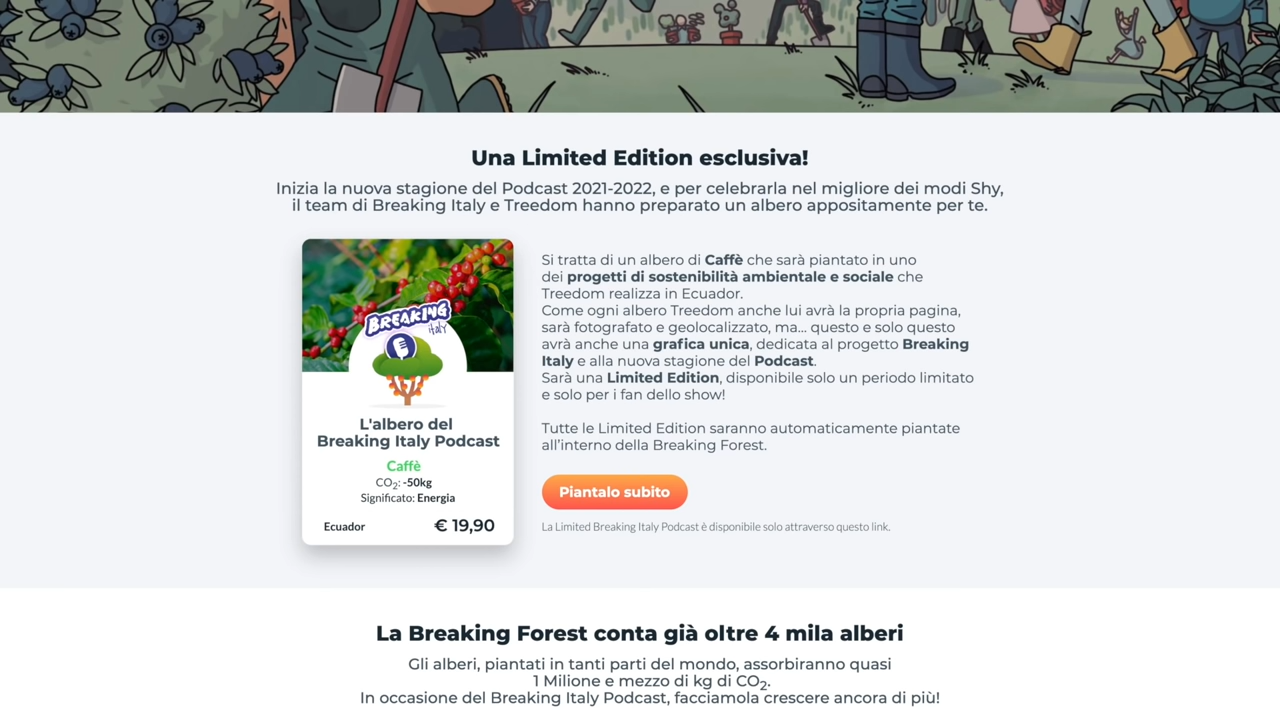 Una Limited Edition esclusiva!
Inizia la nuova stagione del Podcast 2021-2022, e per celebrarla nel migliore dei modi Shy,
il team di Breaking Italy e Treedom hanno preparato un albero appositamente per te.
BREAKING
italy
L'albero del
Breaking Italy Podcast
Caffè
CO₂: -50kg
Significato: Energia
Ecuador
€ 19,90
Si tratta di un albero di Caffè che sarà piantato in uno
dei progetti di sostenibilità ambientale e sociale che
Treedom realizza in Ecuador.
Come ogni albero Treedom anche lui avrà la propria pagina,
sarà fotografato e geolocalizzato, ma... questo e solo questo
avrà anche una grafica unica, dedicata al progetto Breaking
Italy e alla nuova stagione del Podcast.
Sarà una Limited Edition, disponibile solo un periodo limitato
e solo per i fan dello show!
Tutte le Limited Edition saranno automaticamente piantate
all'interno della Breaking Forest.
Piantalo subito
La Limited Breaking Italy Podcast è disponibile solo attraverso questo link.
La Breaking Forest conta già oltre 4 mila alberi
Gli alberi, piantati in tanti parti del mondo, assorbiranno quasi
1 Milione e mezzo di kg di CO₂.
In occasione del Breaking Italy Podcast, facciamola crescere ancora di più!